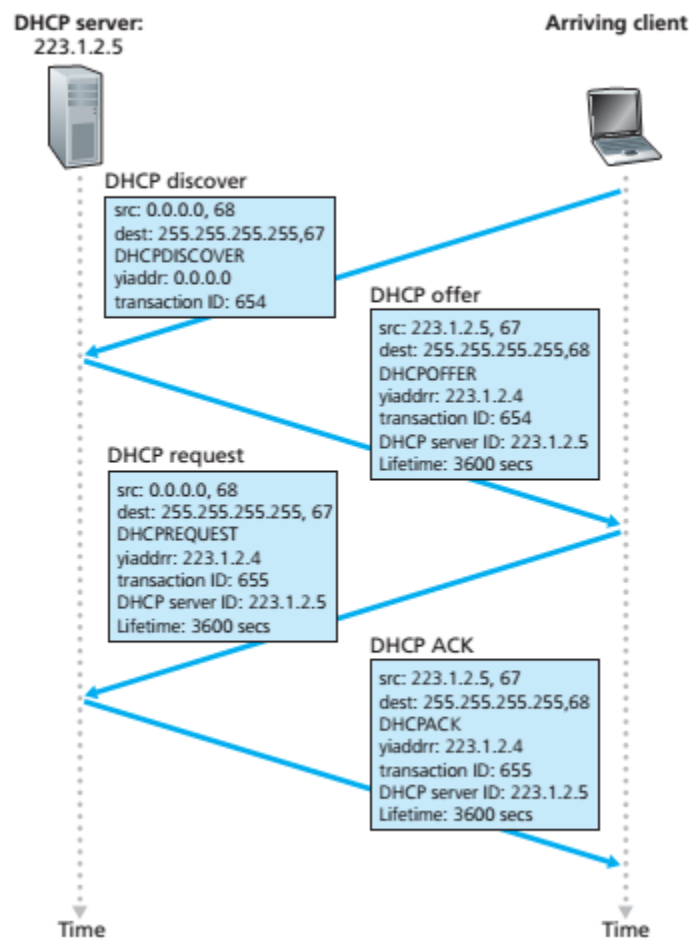 DHCP server:
223.1.2.5
Arriving client
DHCP discover
src: 0.0.0.0, 68
dest: 255.255.255.255,67
DHCPDISCOVER
yiaddr: 0.0.0.0
transaction ID: 654
DHCP offer
src: 223.1.2.5, 67
dest: 255.255.255.255,68
DHCPOFFER
yiaddrr: 223.1.2.4
transaction ID: 654
DHCP server ID: 223.1.2.5
Lifetime: 3600 secs
DHCP request
src: 0.0.0.0, 68
dest: 255.255.255.255, 67
DHCPREQUEST
yiaddrr: 223.1.2.4
transaction ID: 655
DHCP server ID: 223.1.2.5
Lifetime: 3600 secs
DHCP ACK
src: 223.1.2.5, 67
dest: 255.255.255.255,68
DHCPACK
yiaddrr: 223.1.2.4
transaction ID: 655
DHCP server ID: 223.1.2.5
Lifetime: 3600 secs
Time
Time